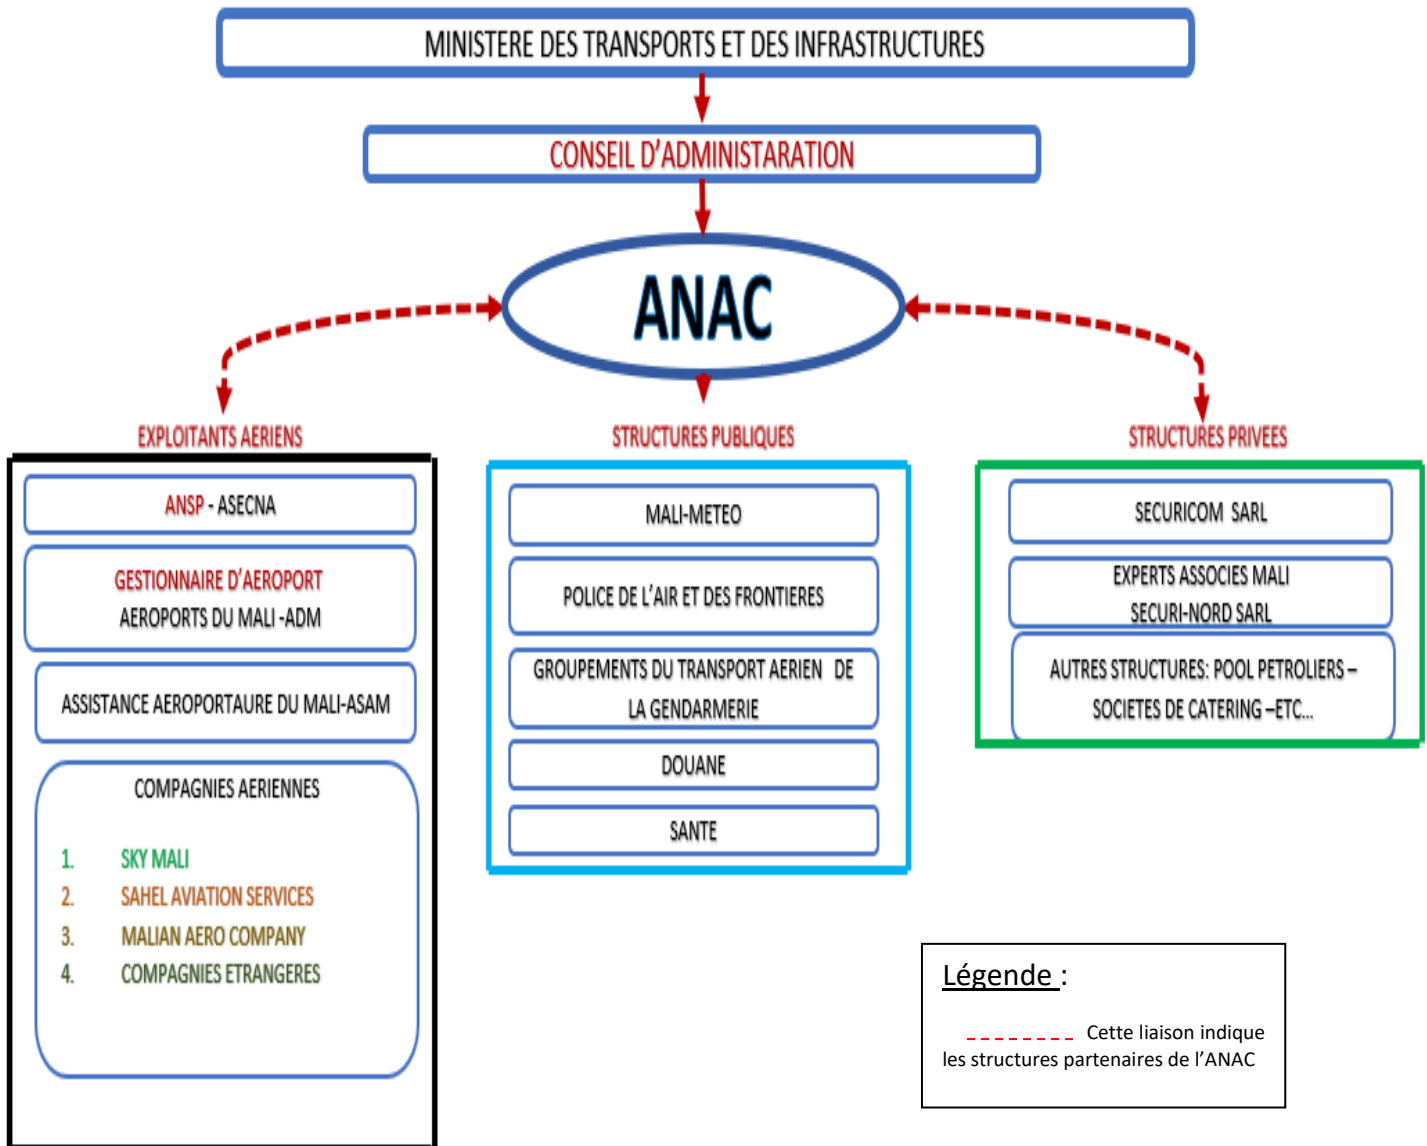 MINISTERE DES TRANSPORTS ET DES INFRASTRUCTURES
CONSEIL D'ADMINISTARATION
ANAC
EXPLOITANTS AERIENS
ANSP - ASECNA
GESTIONNAIRE D'AEROPORT
AEROPORTS DU MALI -ADM
ASSISTANCE AEROPORTAURE DU MALI-ASAM
COMPAGNIES AERIENNES
1. SKY MALI
2. SAHEL AVIATION SERVICES
3. MALIAN AERO COMPANY
4. COMPAGNIES ETRANGERES
STRUCTURES PUBLIQUES
MALI-METEO
POLICE DE L'AIR ET DES FRONTIERES
GROUPEMENTS DU TRANSPORT AERIEN DE
LA GENDARMERIE
DOUANE
SANTE
STRUCTURES PRIVEES
SECURICOM SARL
EXPERTS ASSOCIES MALI
SECURI-NORD SARL
AUTRES STRUCTURES: POOL PETROLIERS –
SOCIETES DE CATERING –ETC...
Légende :
Cette liaison indique
les structures partenaires de l'ANAC